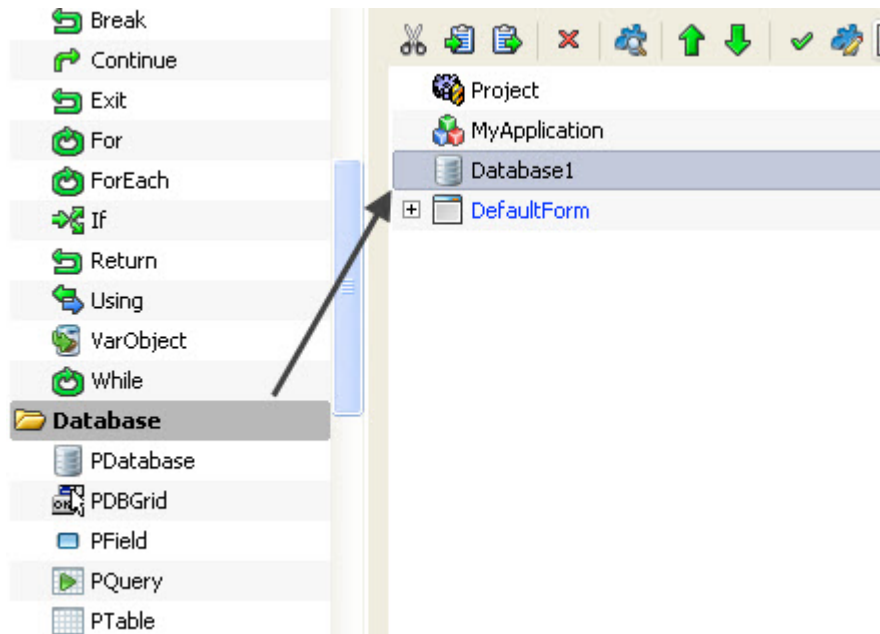 Break
Continue
Exit
For
ForEach
If
Return
Using
VarObject
While
Database
PDatabase
PDBGrid
PField
PQuery
PTable
Project
MyApplication
Database1
DefaultForm